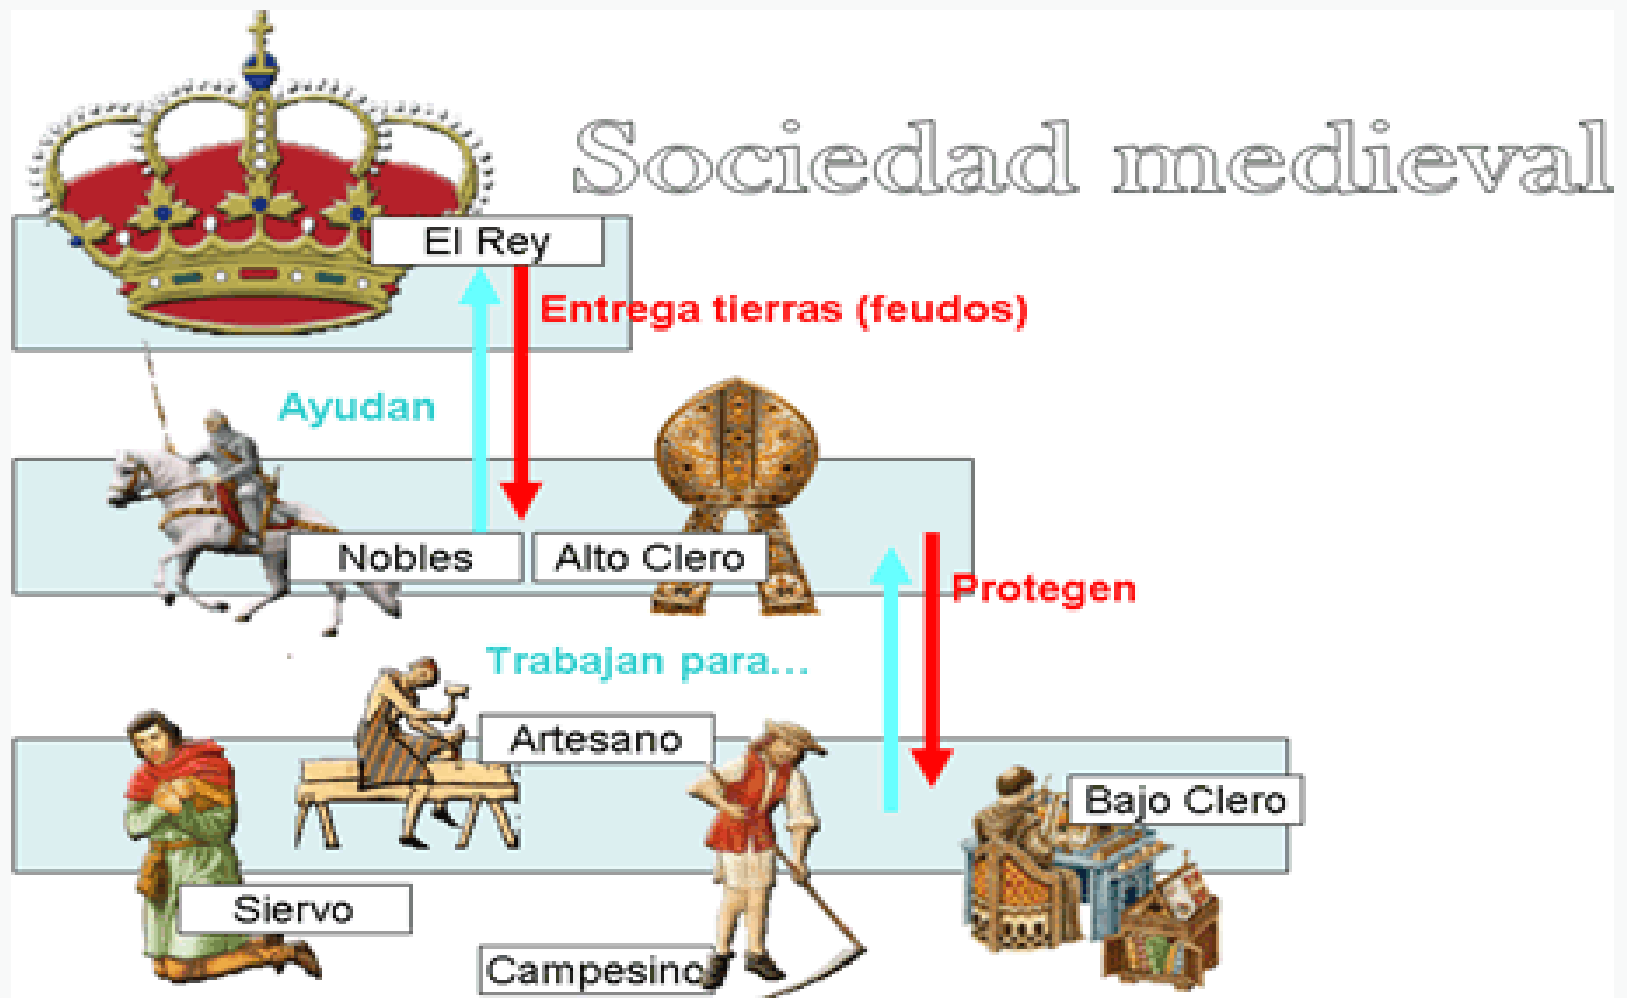 Sociedad medieval
El Rey
Entrega tierras (feudos)
Ayudan
Nobles
Alto Clero
Protegen
Trabajan para...
Artesano
Bajo Clero
Siervo
Campesino